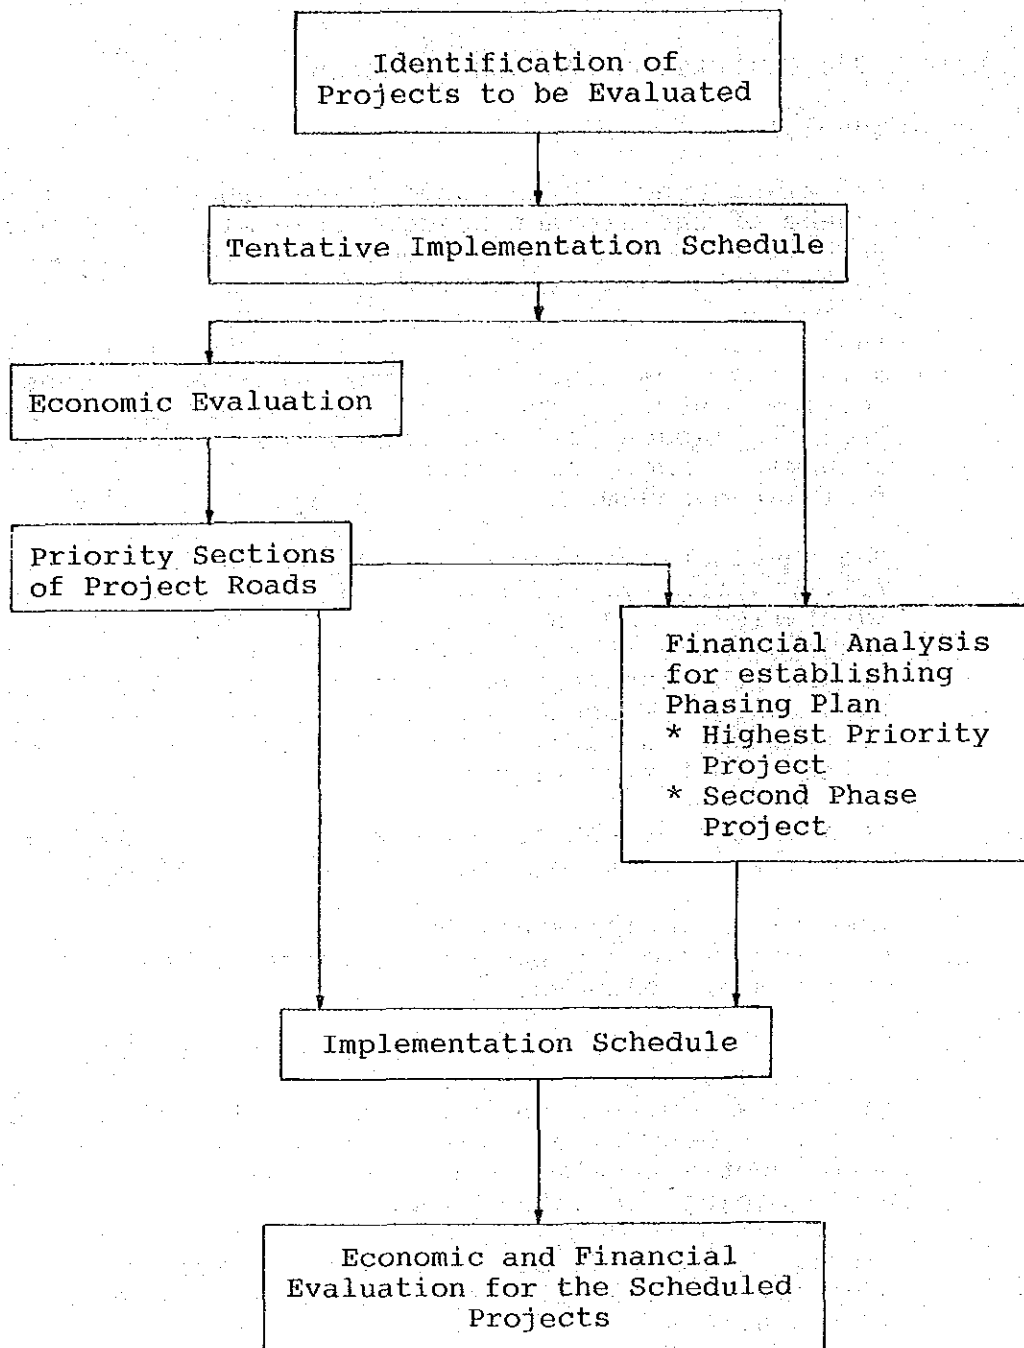 Identification of
Projects to be Evaluated
Tentative Implementation Schedule
Economic Evaluation
Priority Sections
of Project Roads
Financial Analysis
for establishing
Phasing Plan
* Highest Priority
Project
* Second Phase
Project
Implementation Schedule
Economic and Financial
Evaluation for the Scheduled
Projects